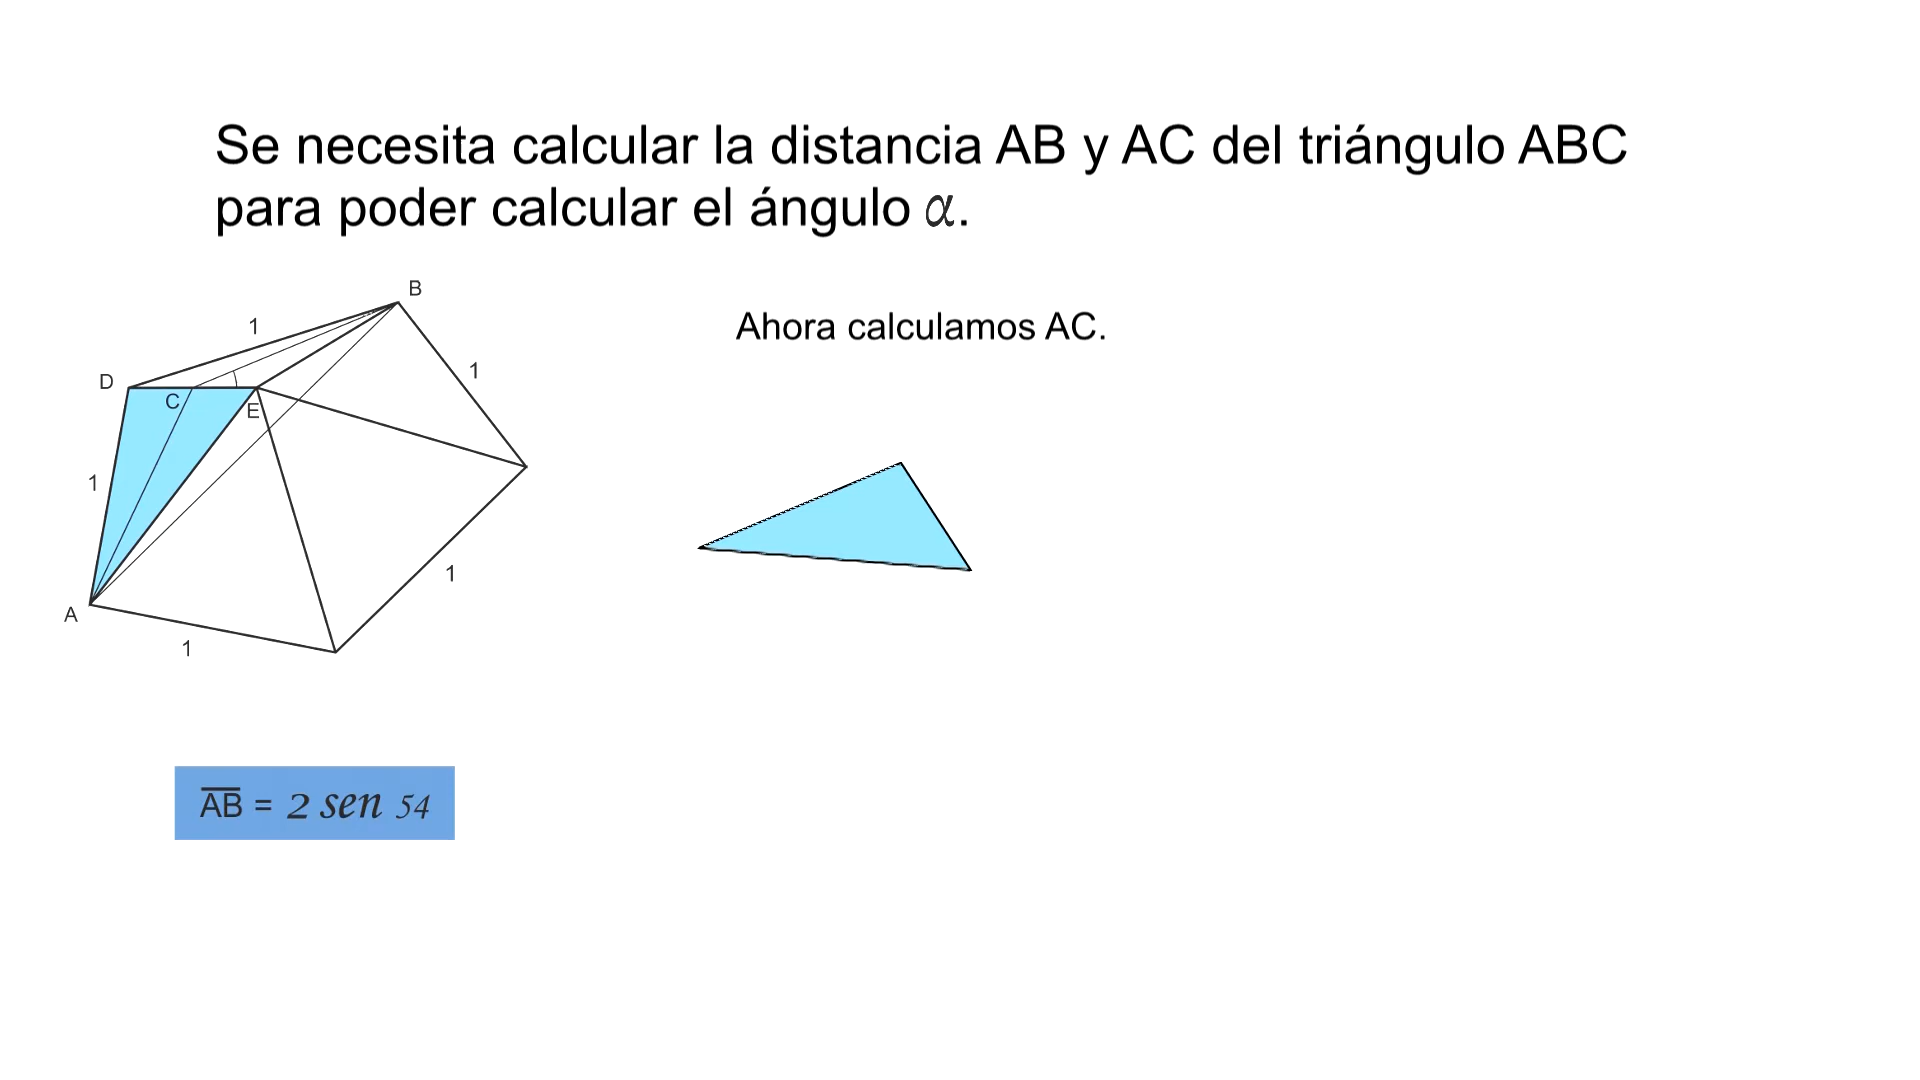 Se necesita calcular la distancia AB y AC del triángulo ABC
para poder calcular el ángulo α.
B
1
Ahora calculamos AC.
1
D
C
E
1
1
A
1
AB = 2 sen 54